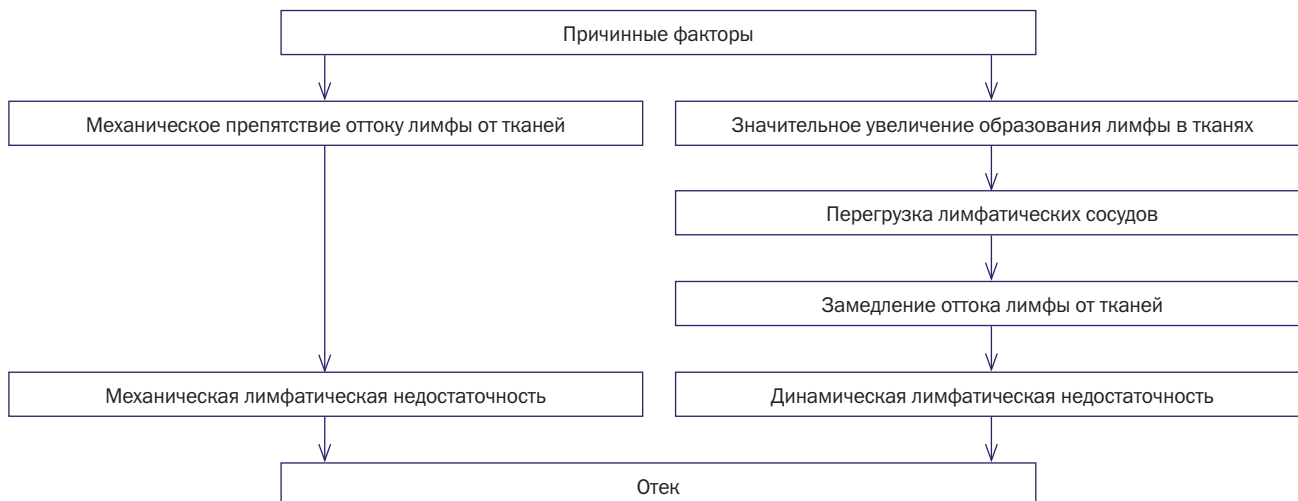 Причинные факторы
Механическое препятствие оттоку лимфы от тканей
Значительное увеличение образования лимфы в тканях
Перегрузка лимфатических сосудов
Замедление оттока лимфы от тканей
Механическая лимфатическая недостаточность
Динамическая лимфатическая недостаточность
Отек